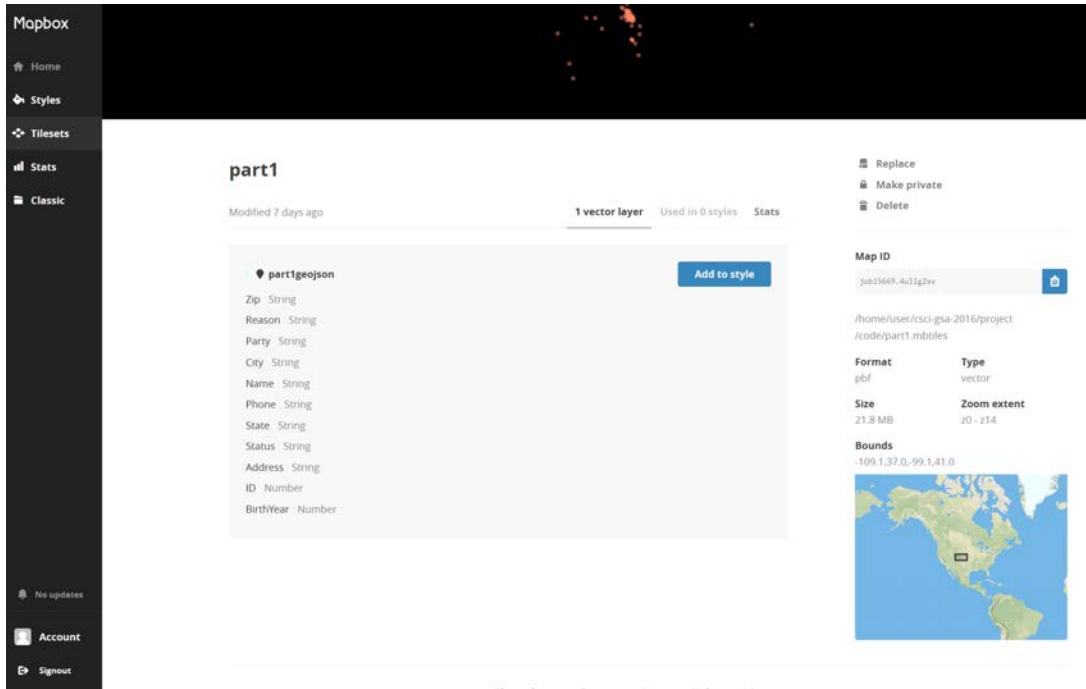 Mapbox
Home
Styles
Tilesets
Stats
Classic
No updates
Account
Signout
part1
Modified 7 days ago
1 vector layer Used in 0 styles Stats
part1geojson
Add to style
Zip String
Reason String
Party String
City String
Name String
Phone String
State String
Status String
Address String
ID Number
BirthYear Number
Replace
Make private
Delete
Map ID
/home/user/csci-gsa-2016/project
/code/part1.mbtiles
Format Type
pbf vector
Size Zoom extent
21.8 MB z0 - z14
Bounds
-109.1,37.0,-99.1,41.0